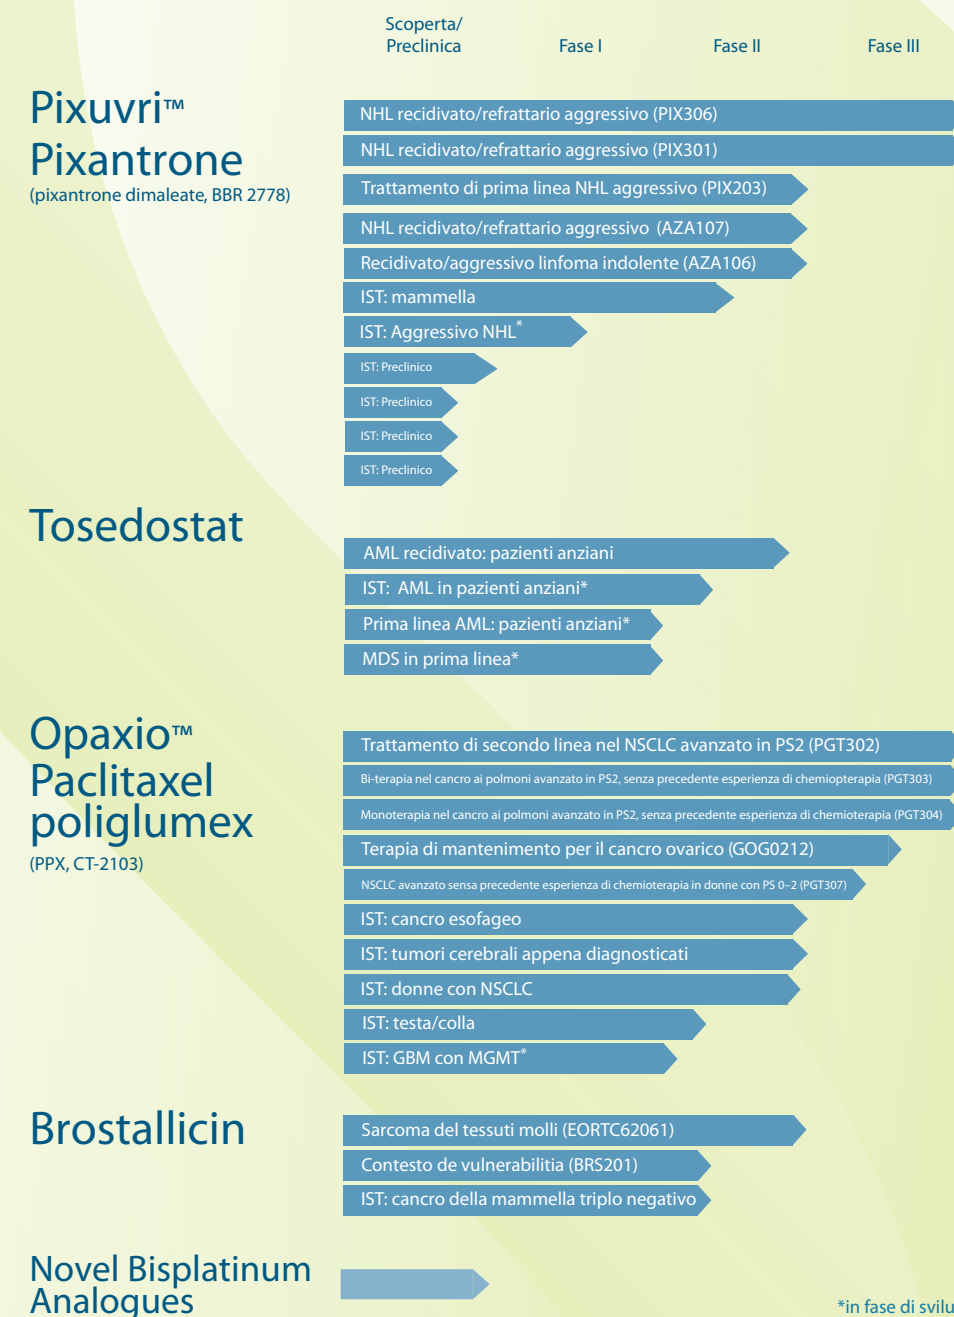 Scoperta/
Preclinica Fase I Fase II Fase III
Pixuvri™
Pixantrone
(pixantrone dimaleate, BBR 2778)
NHL recidivato/refrattario aggressivo (PIX306)
NHL recidivato/refrattario aggressivo (PIX301)
Trattamento di prima linea NHL aggressivo (PIX203)
NHL recidivato/refrattario aggressivo (AZA107)
Recidivato/aggressivo linfoma indolente (AZA106)
IST: mammella
IST: Aggressivo NHL*
IST: Preclinico
IST: Preclinico
IST: Preclinico
IST: Preclinico
Tosedostat
AML recidivato: pazienti anziani
IST: AML in pazienti anziani*
Prima linea AML: pazienti anziani*
MDS in prima linea*
Opaxio™
Paclitaxel
poliglumex
(PPX, CT-2103)
Trattamento di secondo linea nel NSCLC avanzato in PS2 (PGT302)
Bi-terapia nel cancro ai polmoni avanzato in PS2, senza precedente esperienza di chemiopterapia (PGT303)
Monoterapia nel cancro ai polmoni avanzato in PS2, senza precedente esperienza di chemioterapia (PGT304)
Terapia di mantenimento per il cancro ovarico (GOG0212)
NSCLC avanzato sensa precedente esperienza di chemioterapia in donne con PS 0–2 (PGT307)
IST: cancro esofageo
IST: tumori cerebrali appena diagnosticati
IST: donne con NSCLC
IST: testa/colla
IST: GBM con MGMT*
Brostallicin
Sarcoma del tessuti molli (EORTC62061)
Contesto de vulnerabilitia (BRS201)
IST: cancro della mammella triplo negativo
Novel Bisplatinum
Analogues
*in fase di svilu